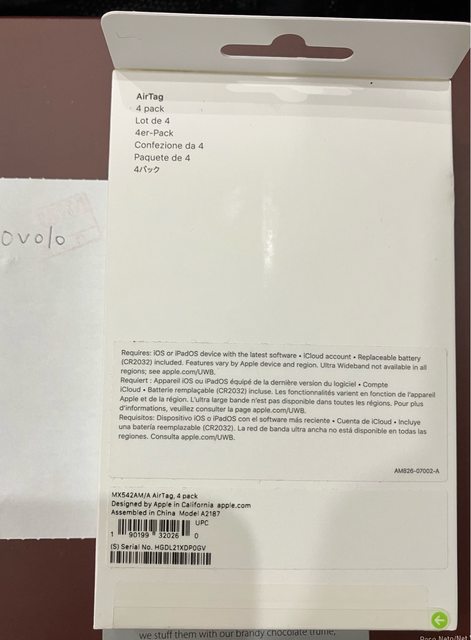 AirTag
4 pack
Lot de 4
4er-Pack
Confezione da 4
Paquete de 4
4パック
ovolo
Requires: iOS or iPadOS device with the latest software • iCloud account • Replaceable battery
(CR2032) included. Features vary by Apple device and region. Ultra Wideband not available in all
regions; see apple.com/UWB.
Requiert : Appareil iOS ou iPadOS équipé de la dernière version du logiciel • Compte
iCloud • Batterie remplaçable (CR2032) incluse. Les fonctionnalités varient en fonction de l'appareil
Apple et de la région. L'ultra large bande n'est pas disponible dans toutes les régions. Pour plus
d'informations, veuillez consulter la page apple.com/UWB.
Requisitos: Dispositivo iOS o iPadOS con el software más reciente • Cuenta de iCloud • Incluye
una batería reemplazable (CR2032). La red de banda ultra ancha no está disponible en todas las
regiones. Consulta apple.com/UWB.
AM826-07002-A
MX542AM/A AirTag, 4 pack
Designed by Apple in California apple.com
Assembled in China Model A2187
UPC
1 90199 32026 0
(S) Serial No. HGDL21XDP0GV
we stuff them with our brandy chocolate truffle,